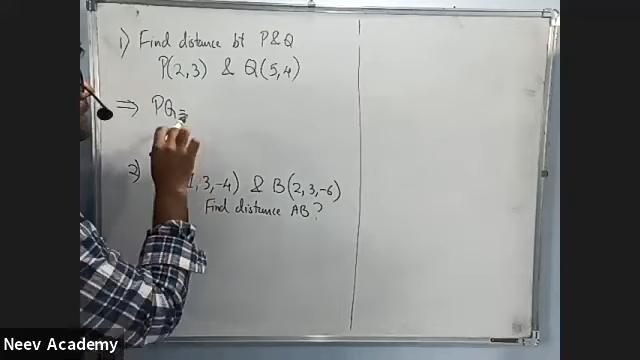 1) Find distance bt P&Q
P(2,3) & Q(5,4)
⇒ PQ =
2) 1, 3, -4) & B(2, 3, -6)
Find distance AB?
Neev Academy